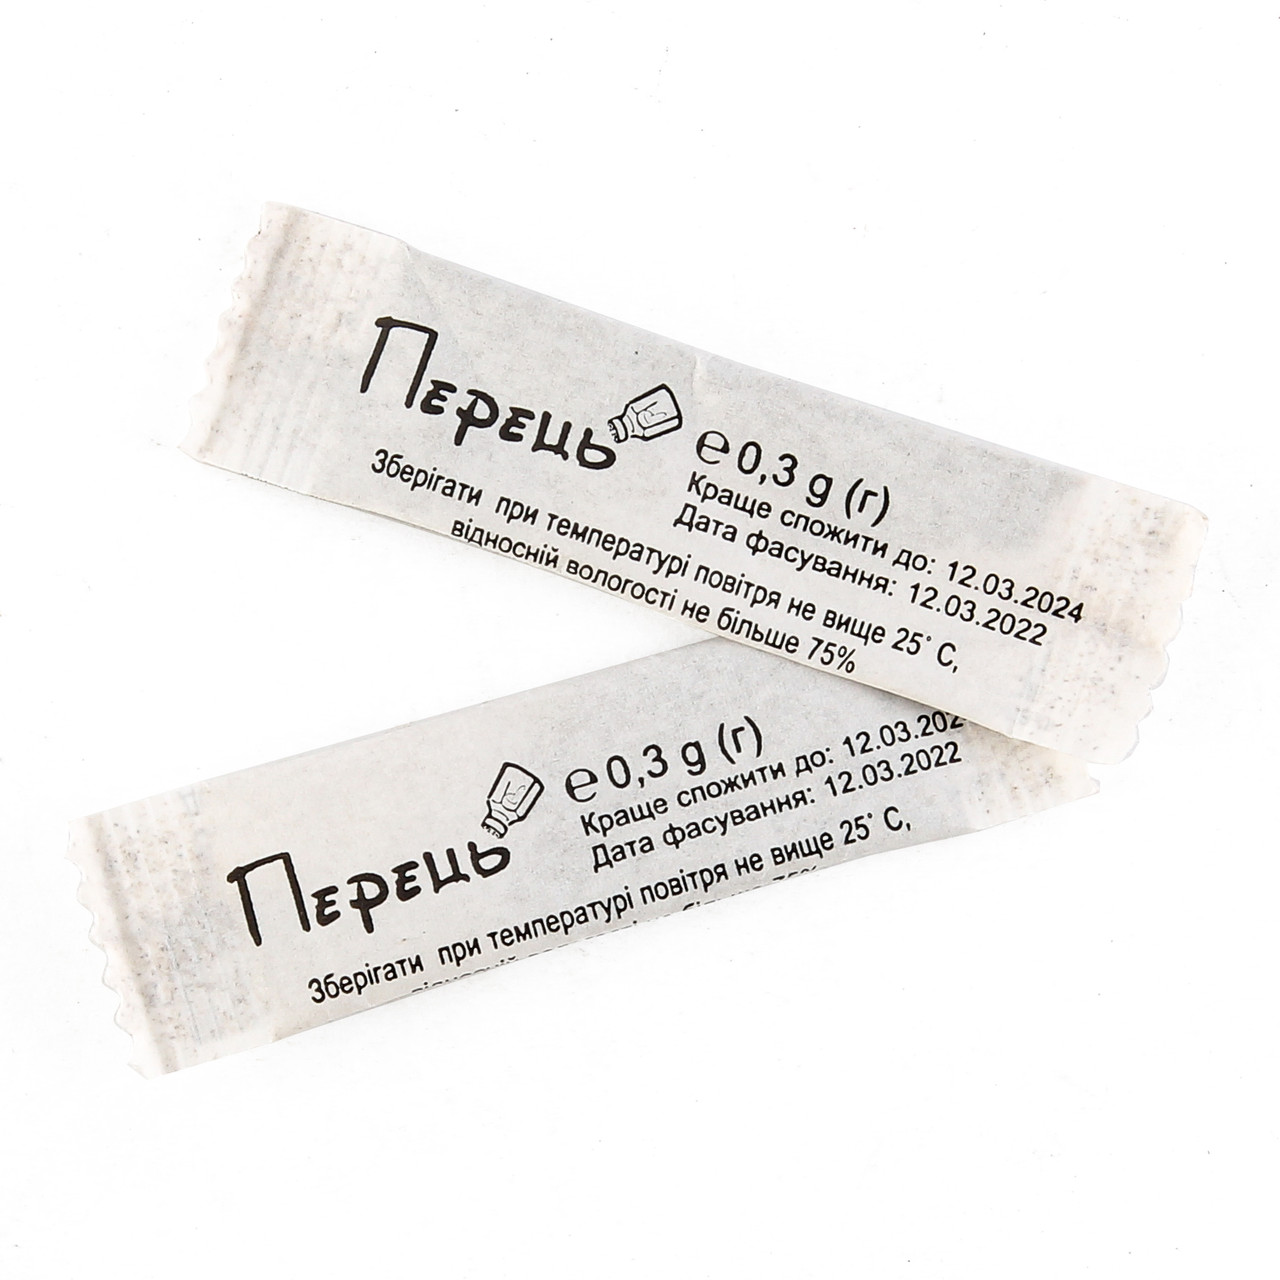 Перець
℮ 0,3 g (г)
Краще спожити до: 12.03.2024
Дата фасування: 12.03.2022
Зберігати при температурі повітря не вище 25° С,
відносній вологості не більше 75%
Перець
℮ 0,3 g (г)
Краще спожити до: 12.03.202
Дата фасування: 12.03.2022
Зберігати при температурі повітря не вище 25° С,